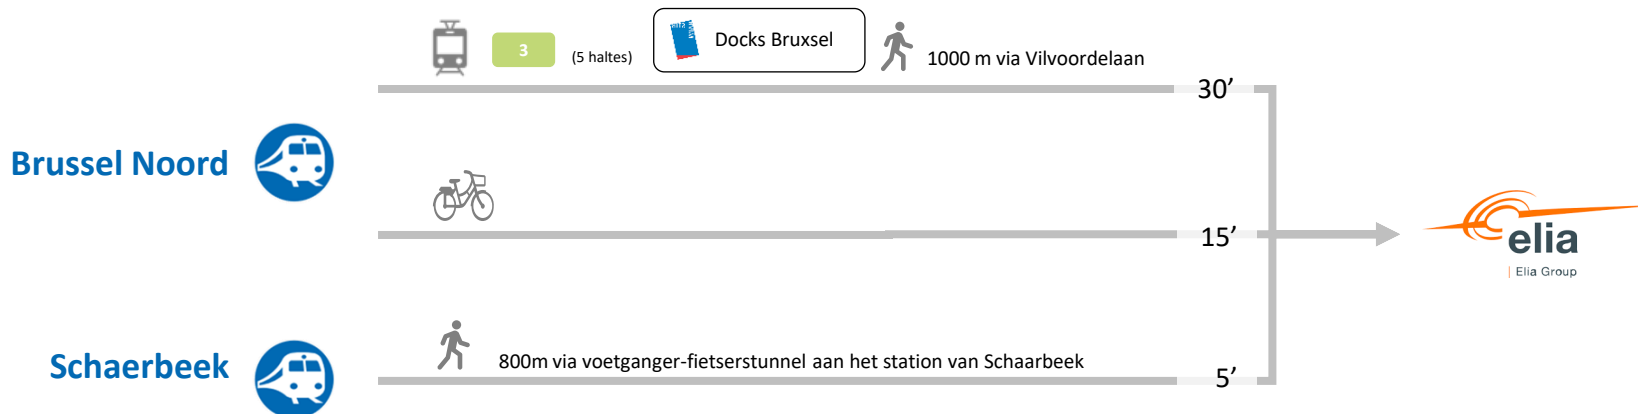 3
(5 haltes)
Docks Bruxsel
1000 m via Vilvoordelaan
30’
Brussel Noord
15’
elia
| Elia Group
Schaerbeek
800m via voetganger-fietserstunnel aan het station van Schaarbeek
5’